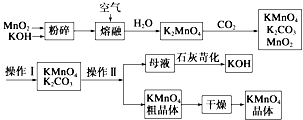 MnO₂
KOH
粉碎
空气
熔融
H₂O
K₂MnO₄
CO₂
KMnO₄
K₂CO₃
MnO₂
操作Ⅰ
KMnO₄
K₂CO₃
操作Ⅱ
母液
石灰苛化
KOH
KMnO₄
粗晶体
干燥
KMnO₄
晶体